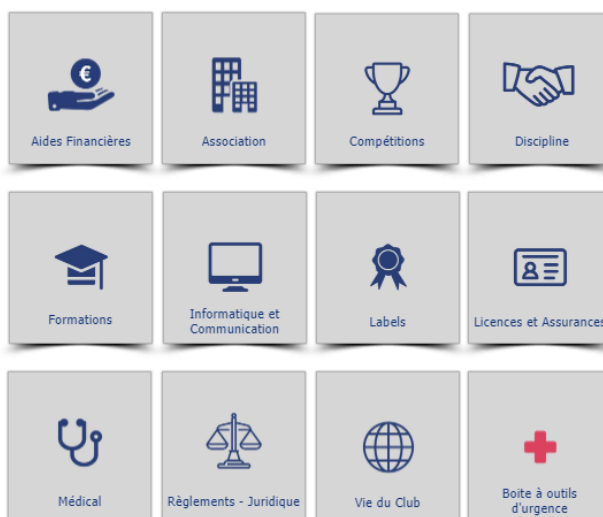 Aides Financières
Association
Compétitions
Discipline
Formations
Informatique et
Communication
Labels
Licences et Assurances
Médical
Règlements - Juridique
Vie du Club
Boite à outils
d'urgence